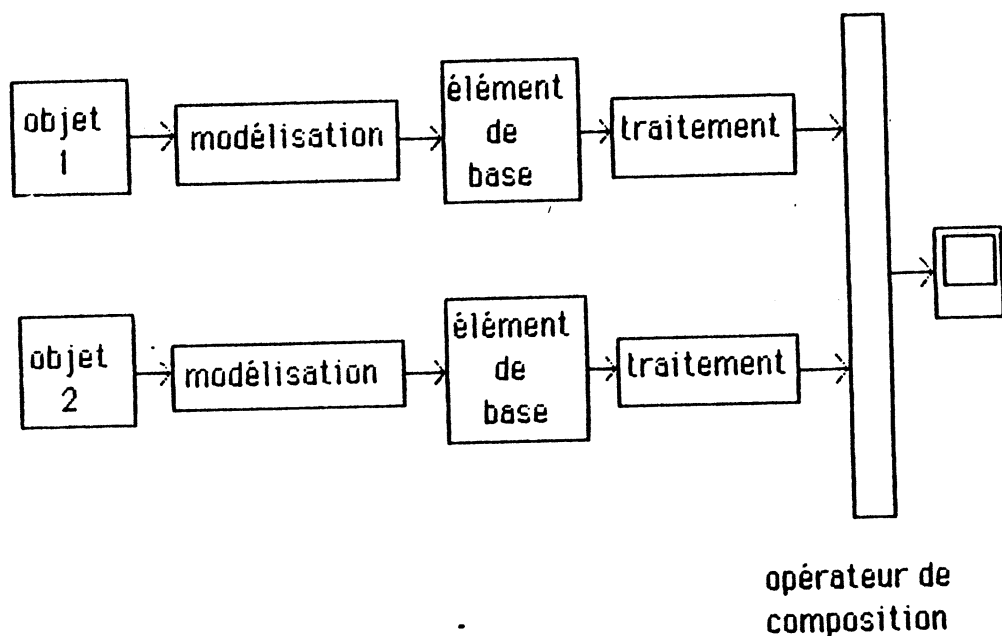 objet
1
modélisation
élément
de
base
traitement
objet
2
modélisation
élément
de
base
traitement
opérateur de
composition